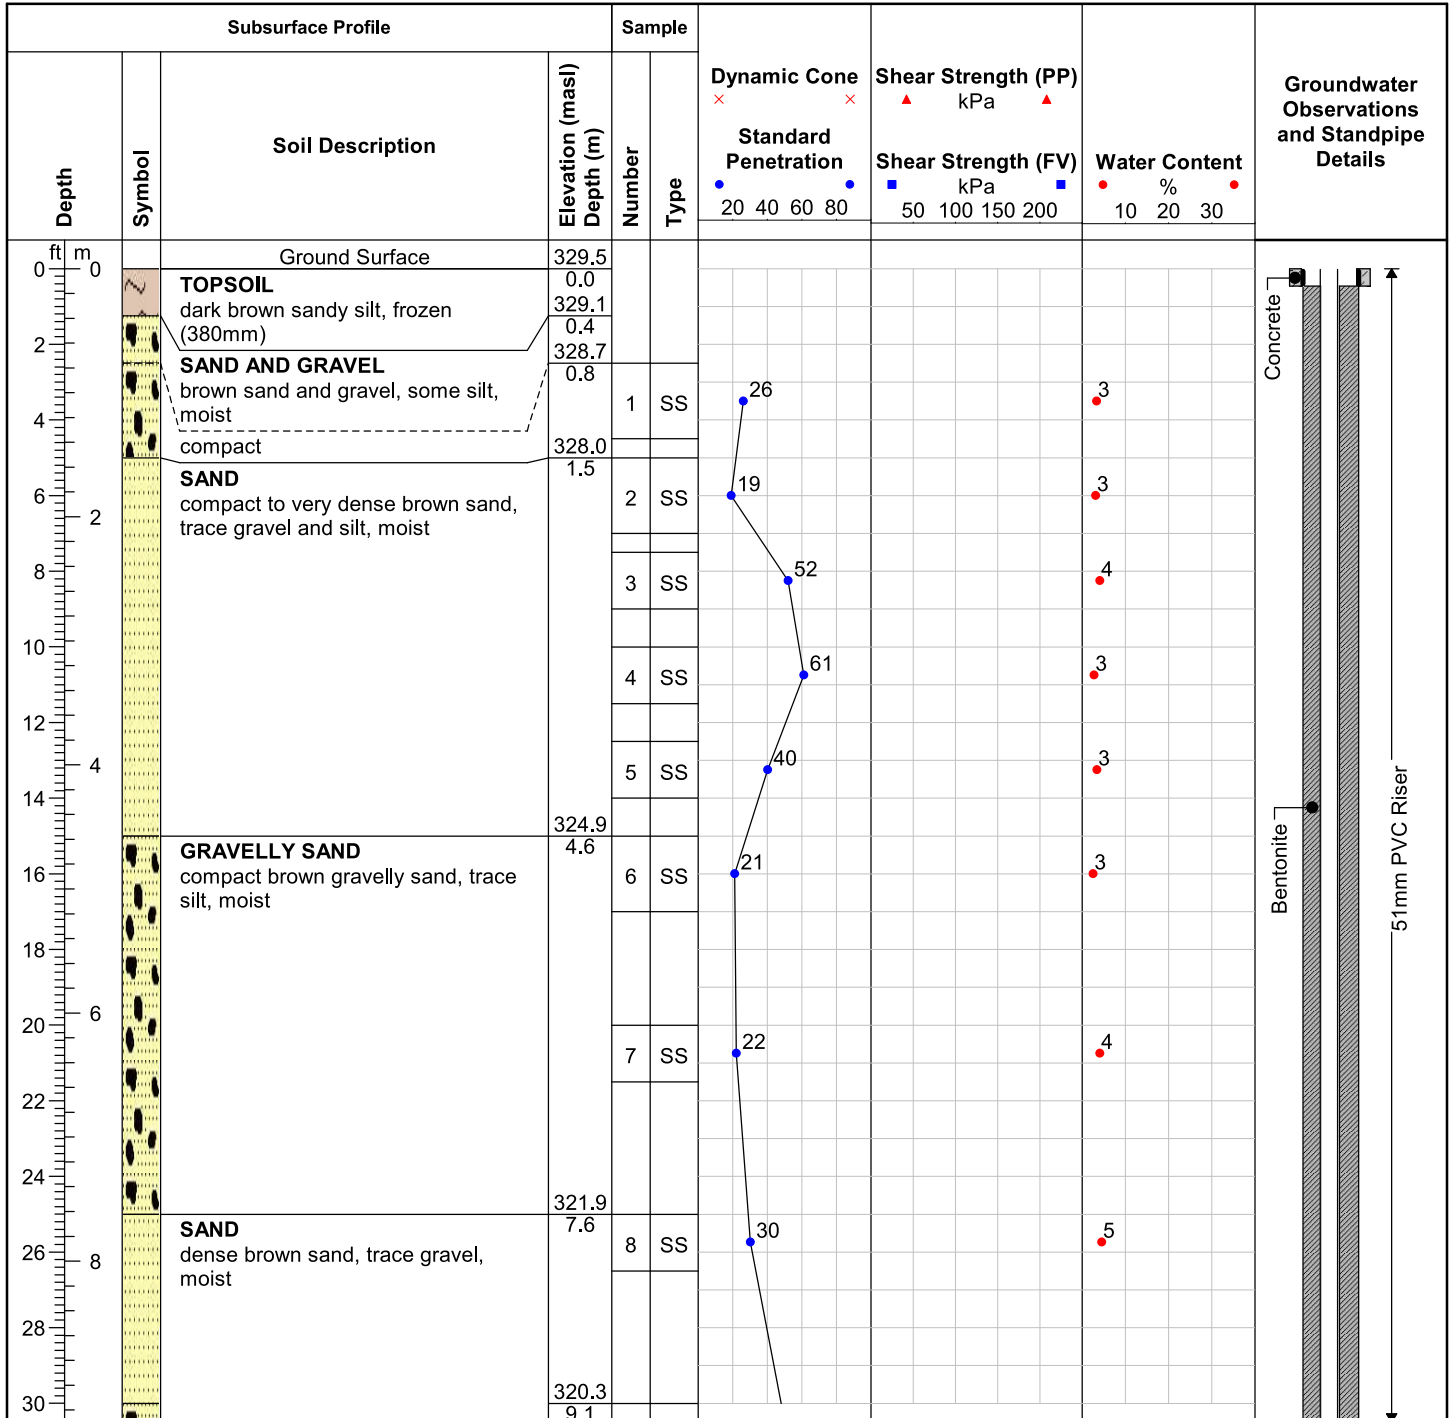 Subsurface Profile
Sample
Depth
Symbol
Soil Description
Elevation (masl)
Depth (m)
Number
Type
Dynamic Cone
Standard
Penetration
20 40 60 80
Shear Strength (PP)
kPa
Shear Strength (FV)
kPa
50 100 150 200
Water Content
%
10 20 30
Groundwater
Observations
and Standpipe
Details
ft m
0 0
2
4
6
2
8
10
12
4
14
16
18
6
20
22
24
26
8
28
30
Ground Surface
329.5
0.0
TOPSOIL
dark brown sandy silt, frozen
(380mm)
329.1
0.4
SAND AND GRAVEL
brown sand and gravel, some silt,
moist
328.7
0.8
compact
328.0
1.5
SAND
compact to very dense brown sand,
trace gravel and silt, moist
324.9
4.6
GRAVELLY SAND
compact brown gravelly sand, trace
silt, moist
321.9
7.6
SAND
dense brown sand, trace gravel,
moist
320.3
9.1
1 SS 26 3
2 SS 19 3
3 SS 52 4
4 SS 61 3
5 SS 40 3
6 SS 21 3
7 SS 22 4
8 SS 30 5
Concrete
Bentonite
51mm PVC Riser